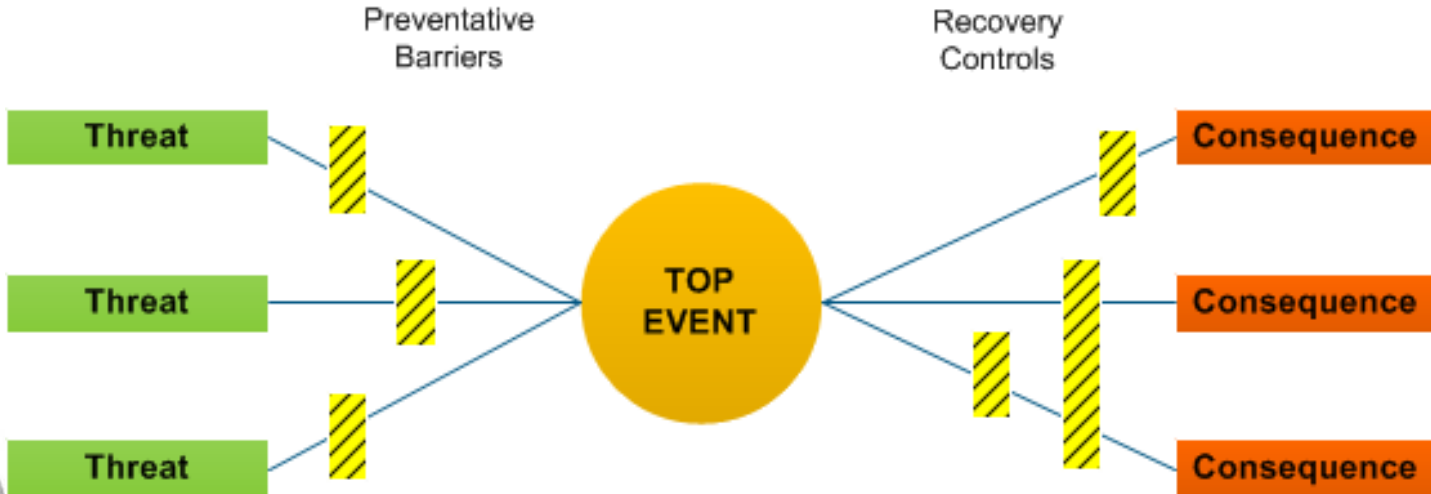 Preventative
Barriers
Recovery
Controls
Threat
Consequence
TOP
EVENT
Threat
Consequence
Threat
Consequence